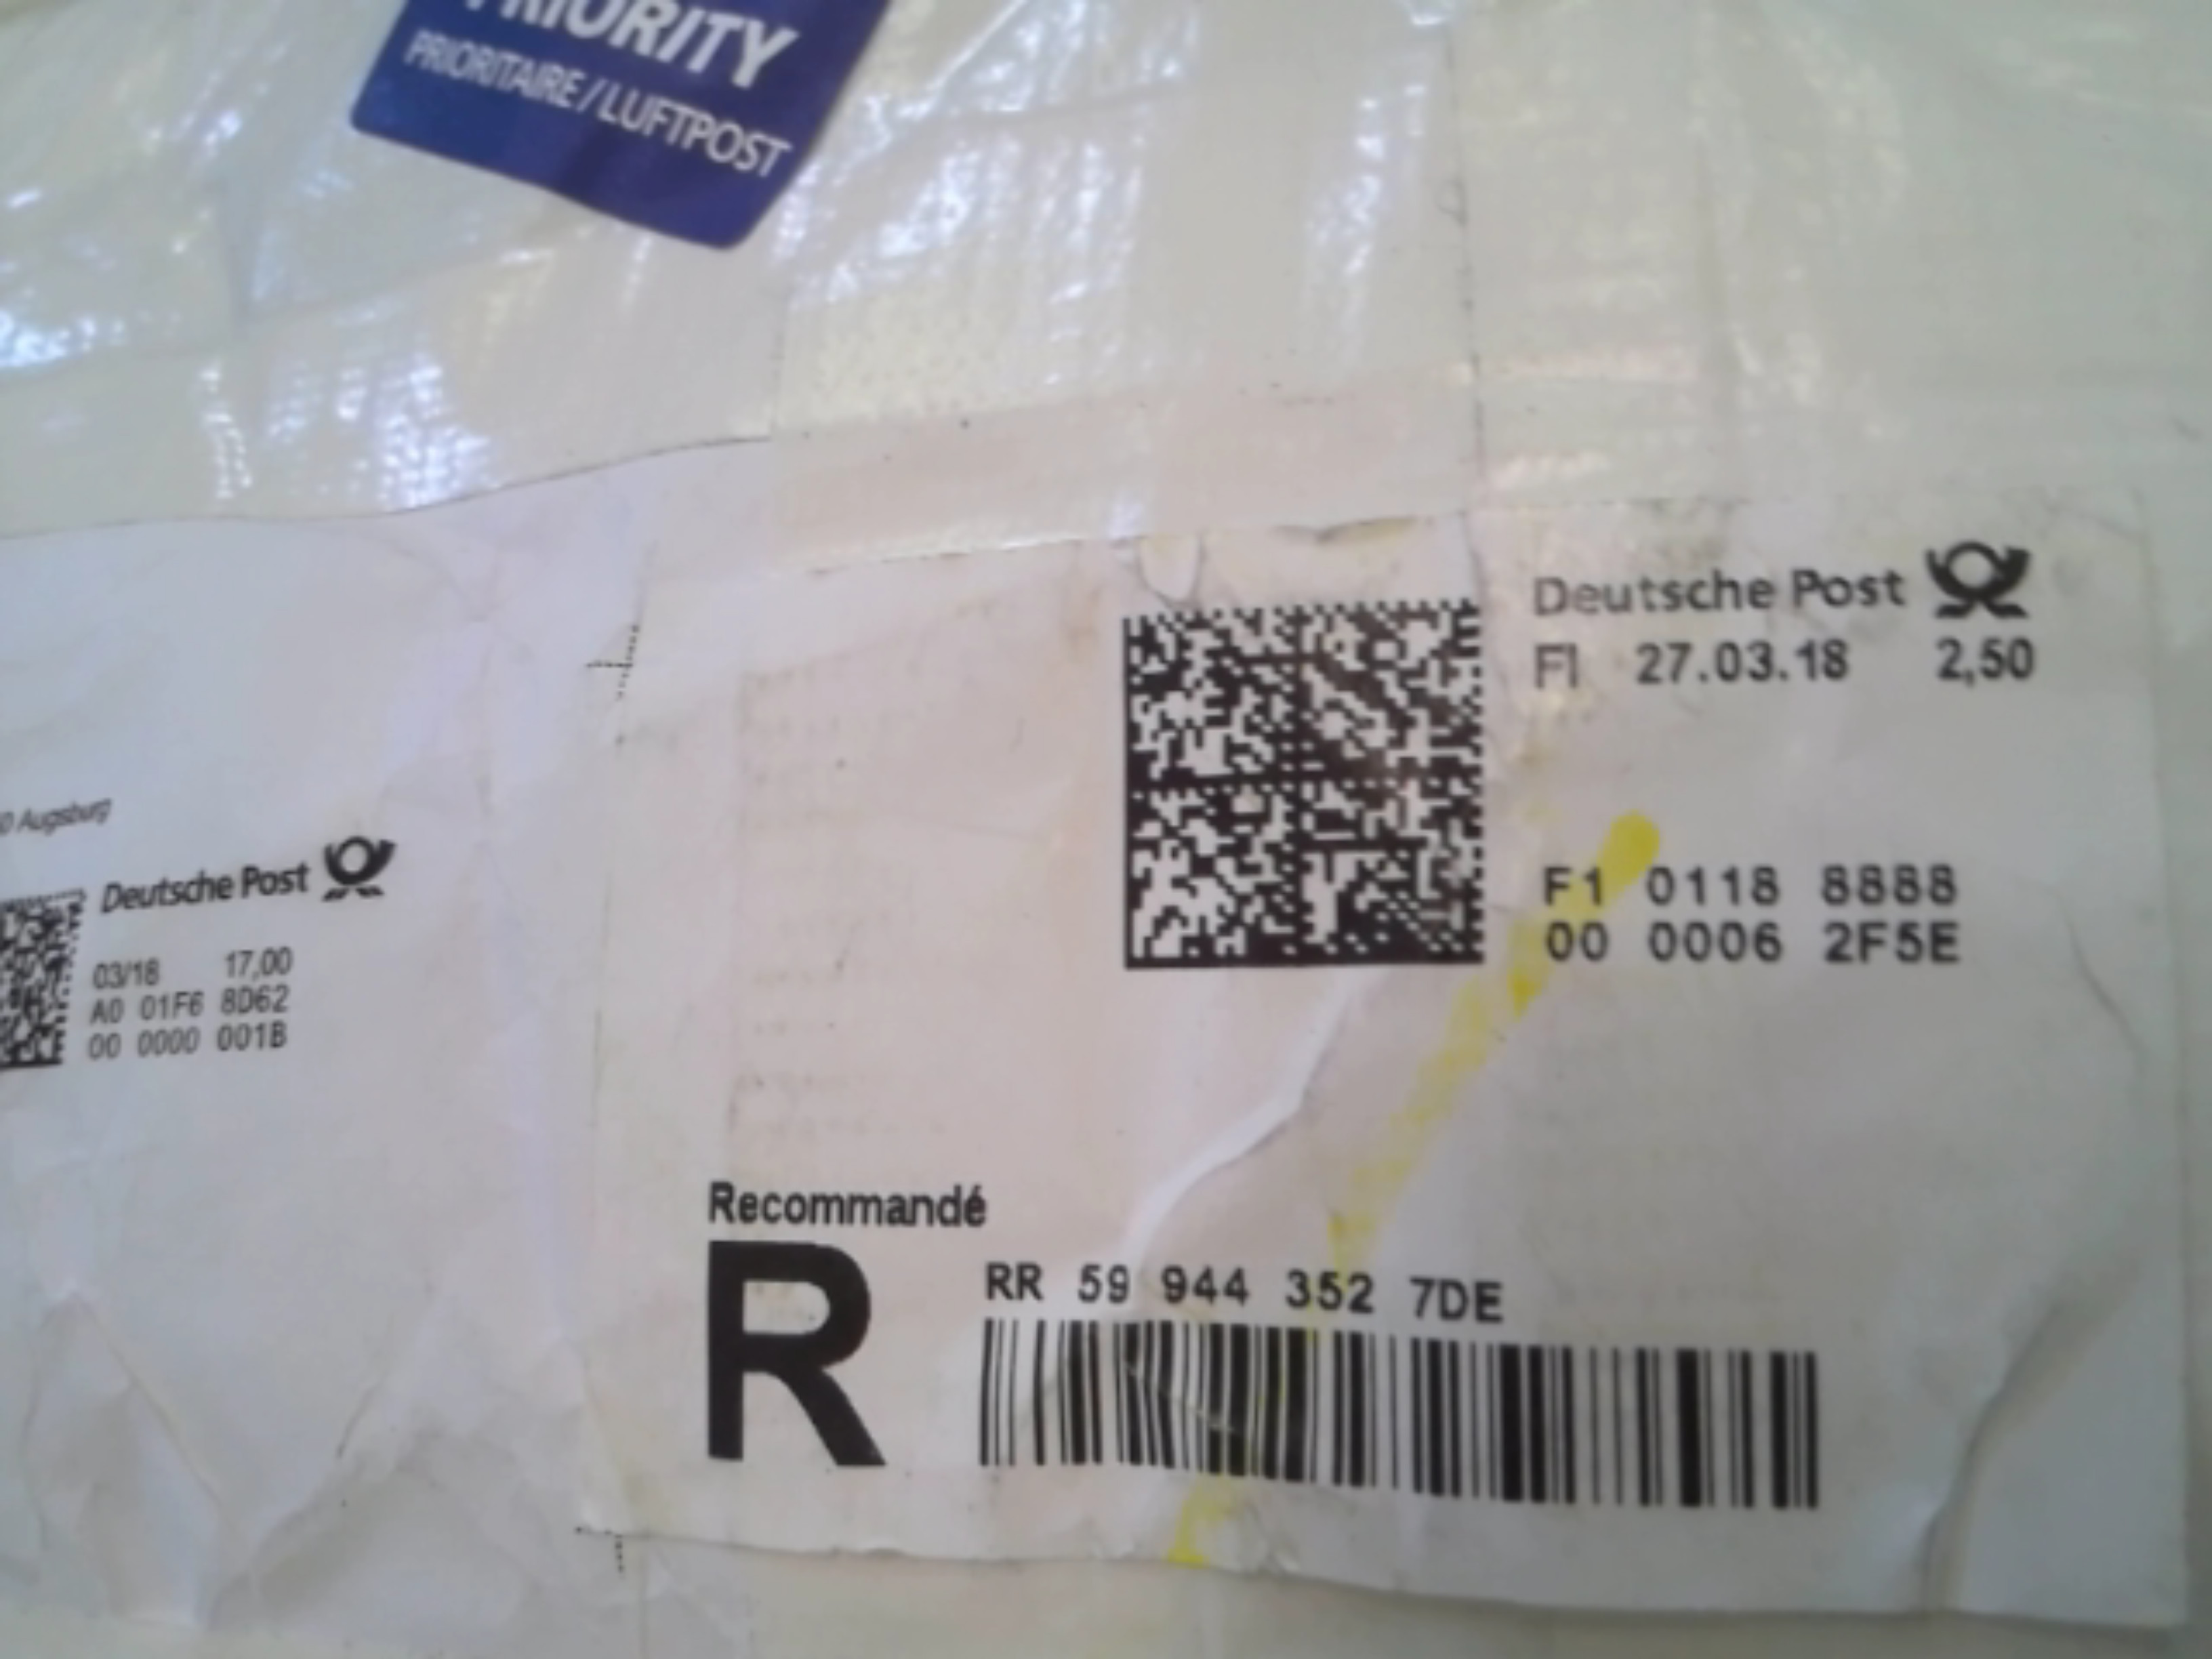 PRIORITY
PRIORITAIRE / LUFTPOST
Deutsche Post
FI 27.03.18 2,50
F1 0118 8888
00 0006 2F5E
Augsburg
Deutsche Post
03/18 17,00
A0 01F6 8D62
00 0000 001B
Recommandé
R
RR 59 944 352 7DE